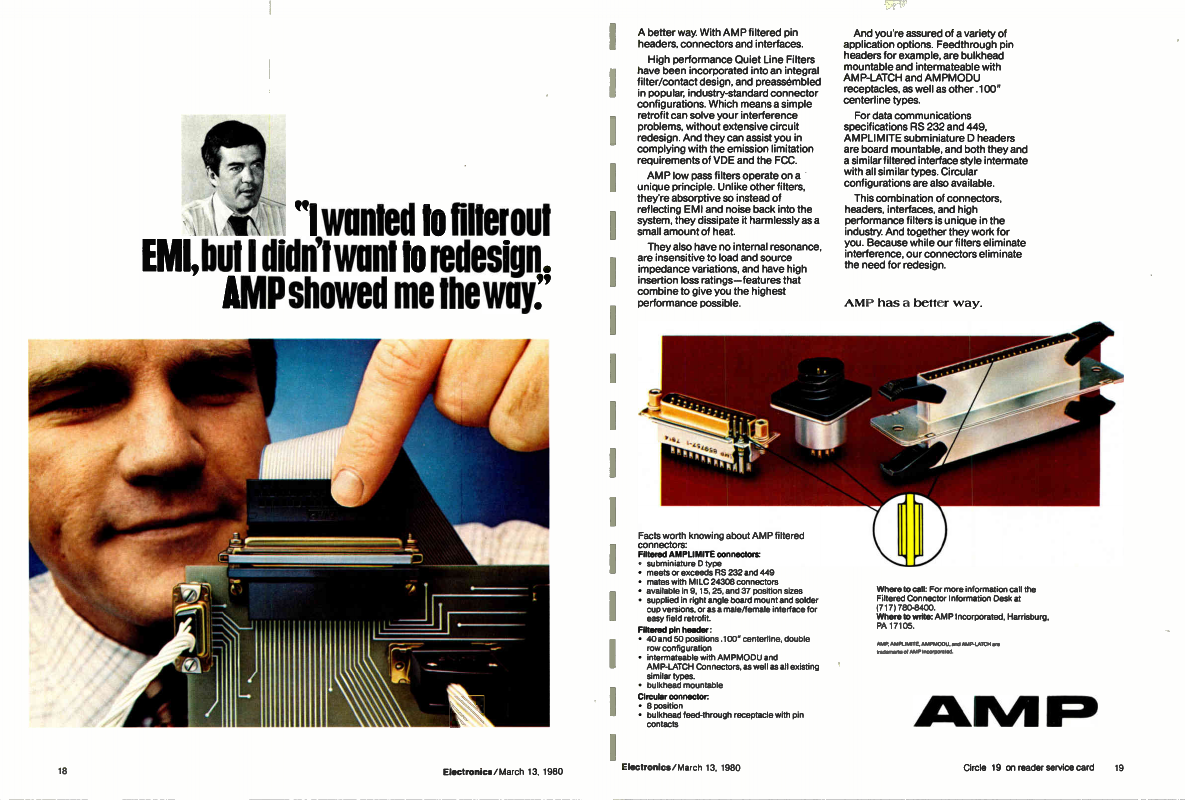 "I wanted to filter out
EMI, but I didn't want to redesign.
AMP showed me the way."
18
Electronics/March 13, 1980
A better way. With AMP filtered pin
headers, connectors and interfaces.
High performance Quiet Line Filters
have been incorporated into an integral
filter/contact design, and preassembled
in popular, industry-standard connector
configurations. Which means a simple
retrofit can solve your interference
problems, without extensive circuit
redesign. And they can assist you in
complying with the emission limitation
requirements of VDE and the FCC.
AMP low pass filters operate on a
unique principle. Unlike other filters,
they're absorptive so instead of
reflecting EMI and noise back into the
system, they dissipate it harmlessly as a
small amount of heat.
They also have no internal resonance,
are insensitive to load and source
impedance variations, and have high
insertion loss ratings—features that
combine to give you the highest
performance possible.
And you're assured of a variety of
application options. Feedthrough pin
headers for example, are bulkhead
mountable and intermateable with
AMP-LATCH and AMPMODU
receptacles, as well as other .100"
centerline types.
For data communications
specifications RS 232 and 449,
AMPLIMITE subminiature D headers
are board mountable, and both they and
a similar filtered interface style intermate
with all similar types. Circular
configurations are also available.
This combination of connectors,
headers, interfaces, and high
performance filters is unique in the
industry. And together they work for
you. Because while our filters eliminate
interference, our connectors eliminate
the need for redesign.
AMP has a better way.
AMP 859757-1 7914
Facts worth knowing about AMP filtered
connectors:
Filtered AMPLIMITE connectors:
• subminiature D type
• meets or exceeds RS 232 and 449
• mates with MIL C 24308 connectors
• available in 9, 15, 25, and 37 position sizes
• supplied in right angle board mount and solder
cup versions, or as a male/female interface for
easy field retrofit.
Filtered pin header:
• 40 and 50 positions .100" centerline, double
row configuration
• intermateable with AMPMODU and
AMP-LATCH Connectors, as well as all existing
similar types.
• bulkhead mountable
Circular connector:
• 8 position
• bulkhead feed-through receptacle with pin
contacts
Where to call: For more information call the
Filtered Connector Information Desk at
(717) 780-8400.
Where to write: AMP Incorporated, Harrisburg,
PA 17105.
AMP, AMPLIMITE, AMPMODU, and AMP-LATCH are
trademarks of AMP Incorporated.
AMP
Electronics/March 13, 1980
Circle 19 on reader service card
19